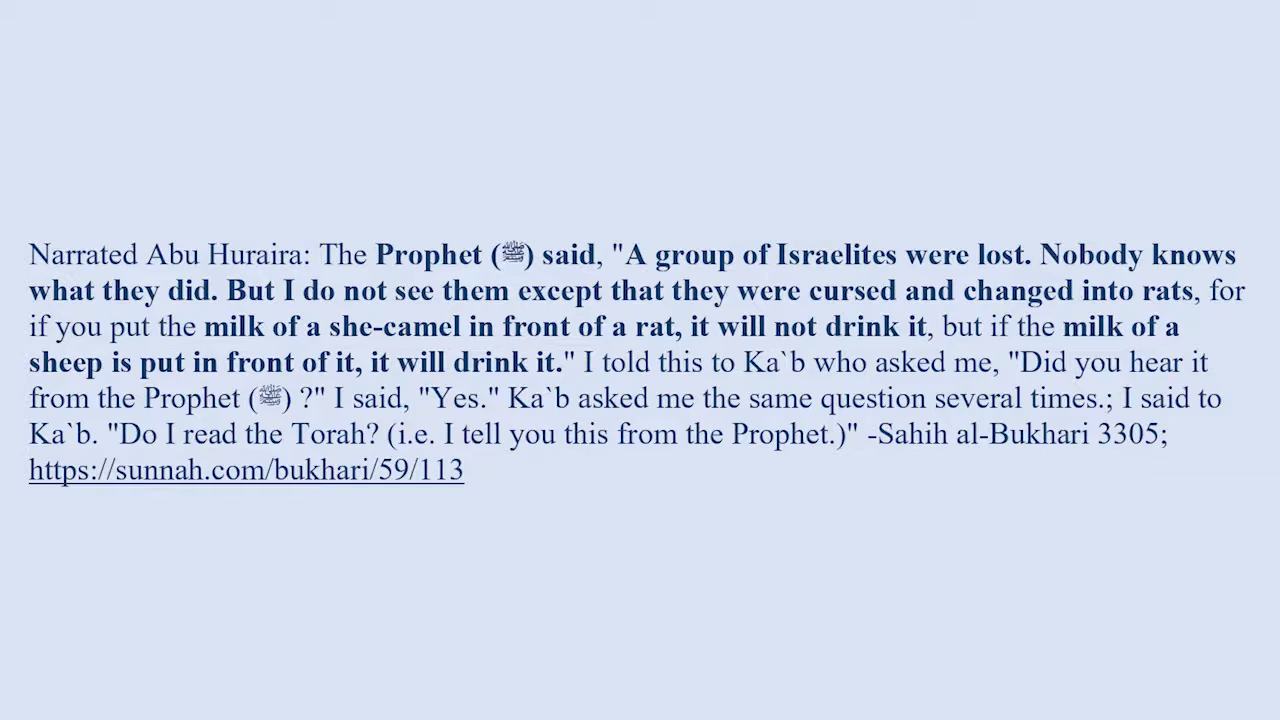 Narrated Abu Huraira: The Prophet (ﷺ) said, "A group of Israelites were lost. Nobody knows
what they did. But I do not see them except that they were cursed and changed into rats, for
if you put the milk of a she-camel in front of a rat, it will not drink it, but if the milk of a
sheep is put in front of it, it will drink it." I told this to Ka`b who asked me, "Did you hear it
from the Prophet (ﷺ) ?" I said, "Yes." Ka`b asked me the same question several times.; I said to
Ka`b. "Do I read the Torah? (i.e. I tell you this from the Prophet.)" -Sahih al-Bukhari 3305;
https://sunnah.com/bukhari/59/113